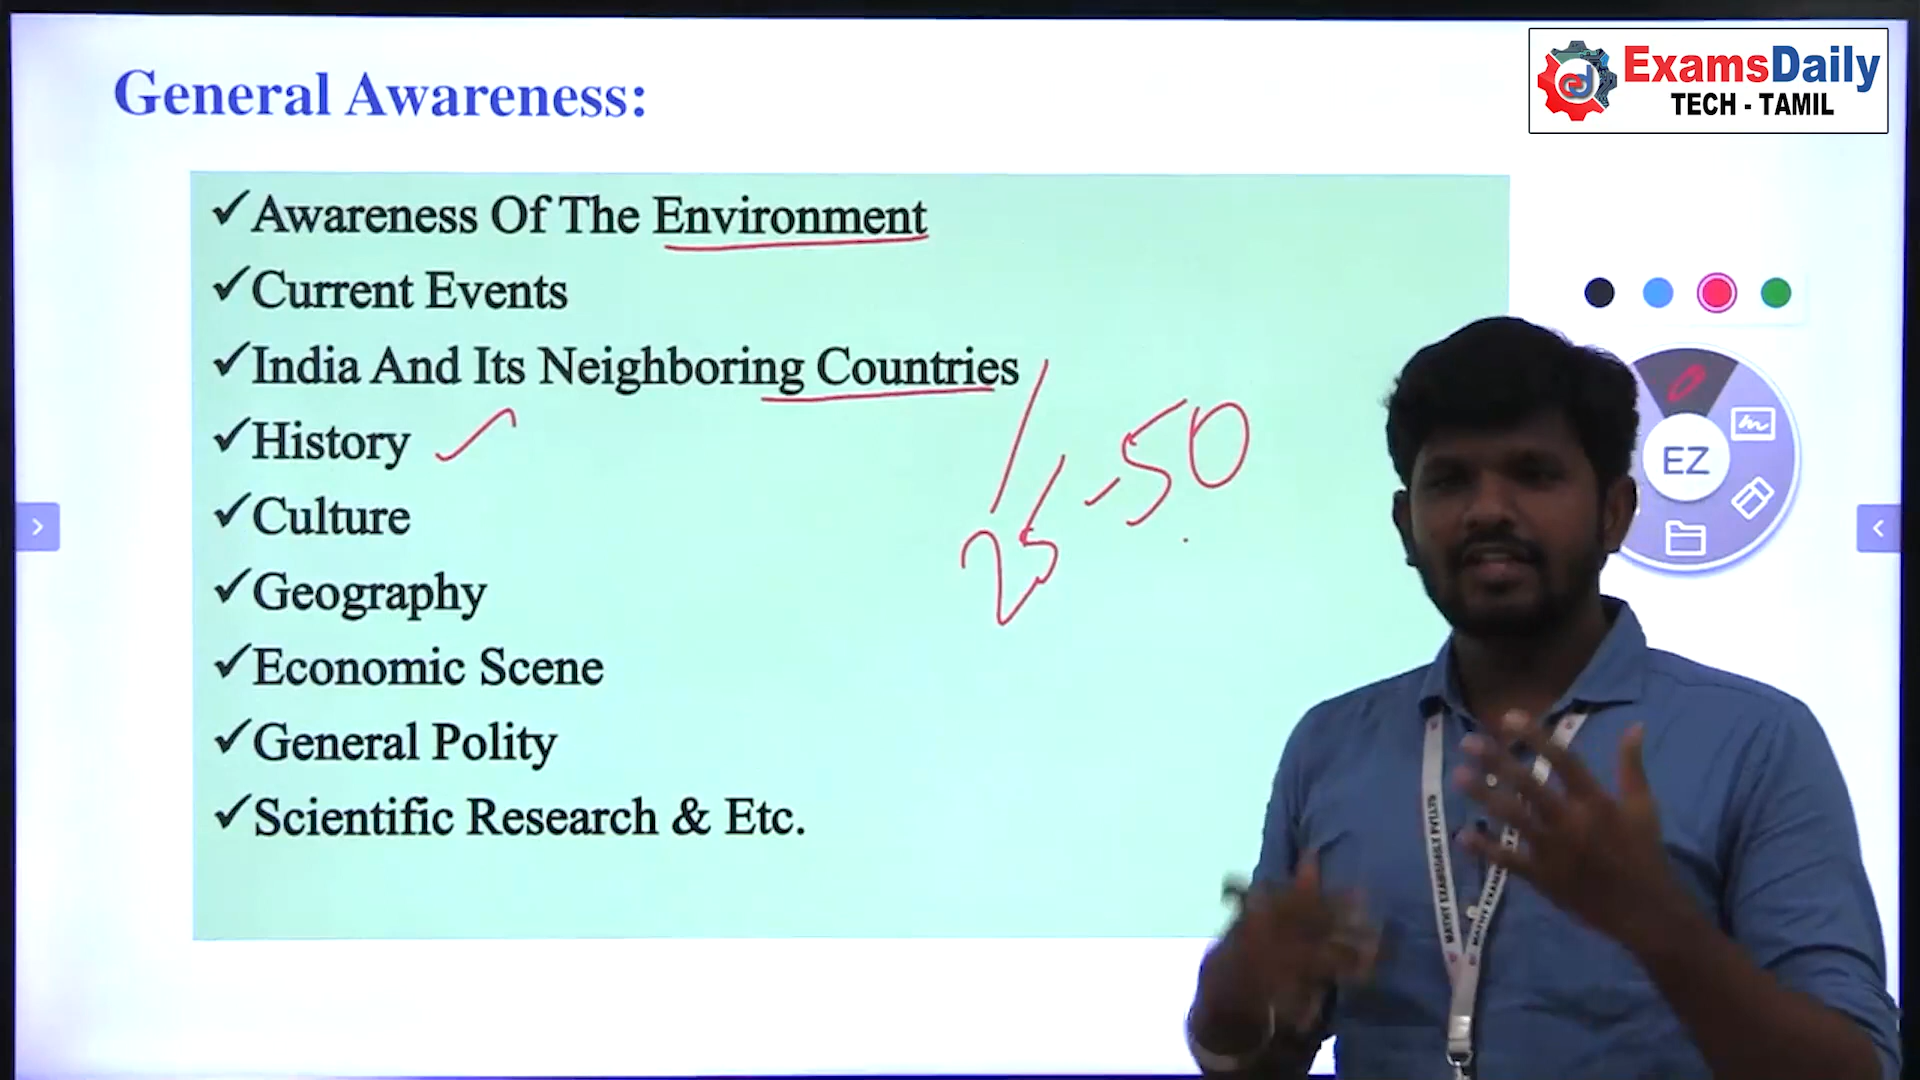 General Awareness:
ExamsDaily
TECH - TAMIL
✓Awareness Of The Environment
✓Current Events
✓India And Its Neighboring Countries
✓History
✓Culture
✓Geography
✓Economic Scene
✓General Polity
✓Scientific Research & Etc.
25 - 50
EZ